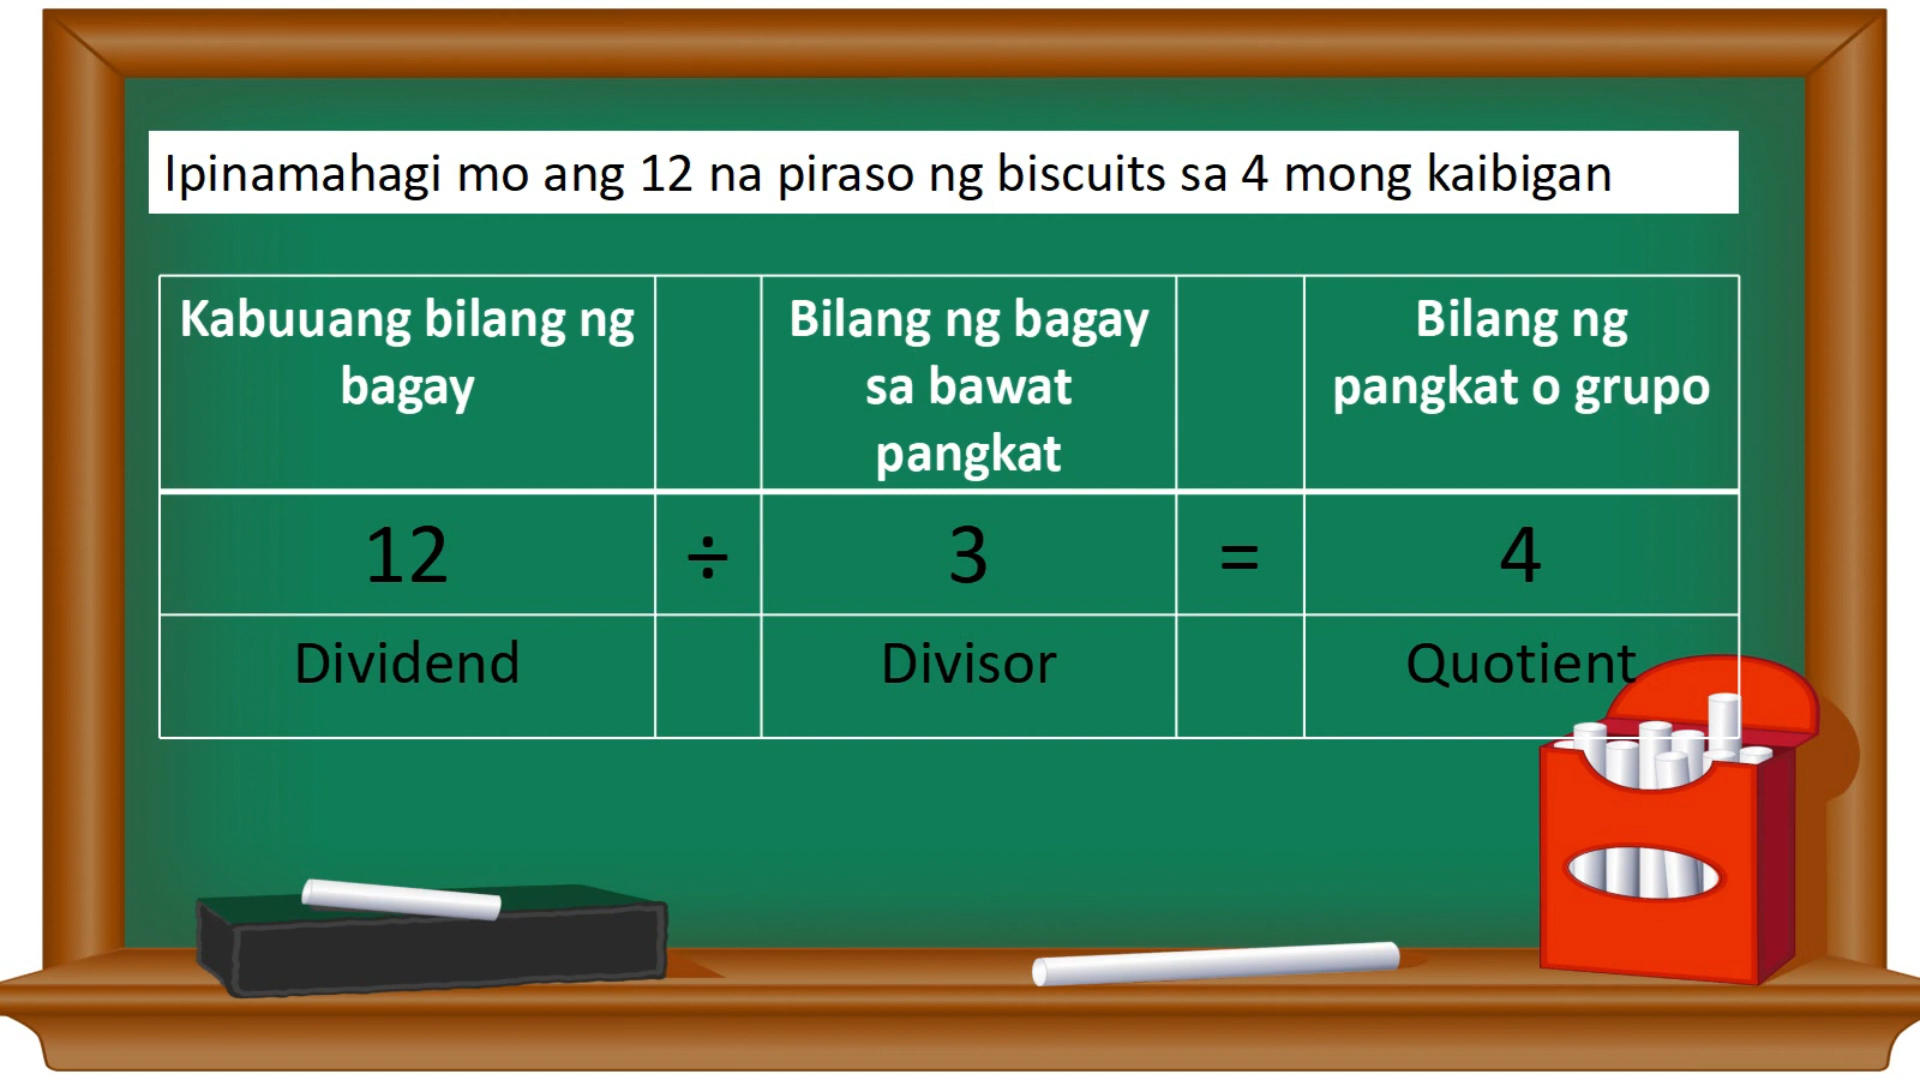 Ipinamahagi mo ang 12 na piraso ng biscuits sa 4 mong kaibigan
Kabuuang bilang ng
bagay
Bilang ng bagay
sa bawat
pangkat
Bilang ng
pangkat o grupo
12 ÷ 3 = 4
Dividend Divisor Quotient